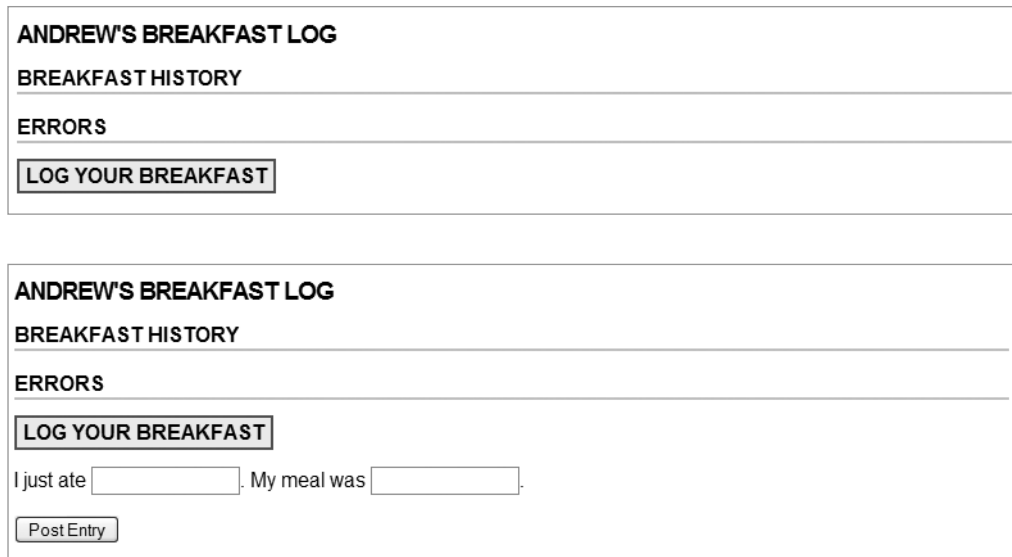 ANDREW'S BREAKFAST LOG
BREAKFAST HISTORY
ERRORS
LOG YOUR BREAKFAST
ANDREW'S BREAKFAST LOG
BREAKFAST HISTORY
ERRORS
LOG YOUR BREAKFAST
I just ate . My meal was .
Post Entry